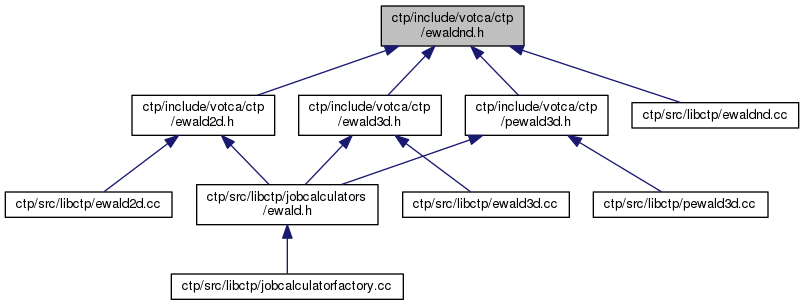 ctp/include/votca/ctp
/ewaldnd.h
ctp/include/votca/ctp
/ewald2d.h
ctp/include/votca/ctp
/ewald3d.h
ctp/include/votca/ctp
/pewald3d.h
ctp/src/libctp/ewaldnd.cc
ctp/src/libctp/ewald2d.cc
ctp/src/libctp/jobcalculators
/ewald.h
ctp/src/libctp/ewald3d.cc
ctp/src/libctp/pewald3d.cc
ctp/src/libctp/jobcalculatorfactory.cc